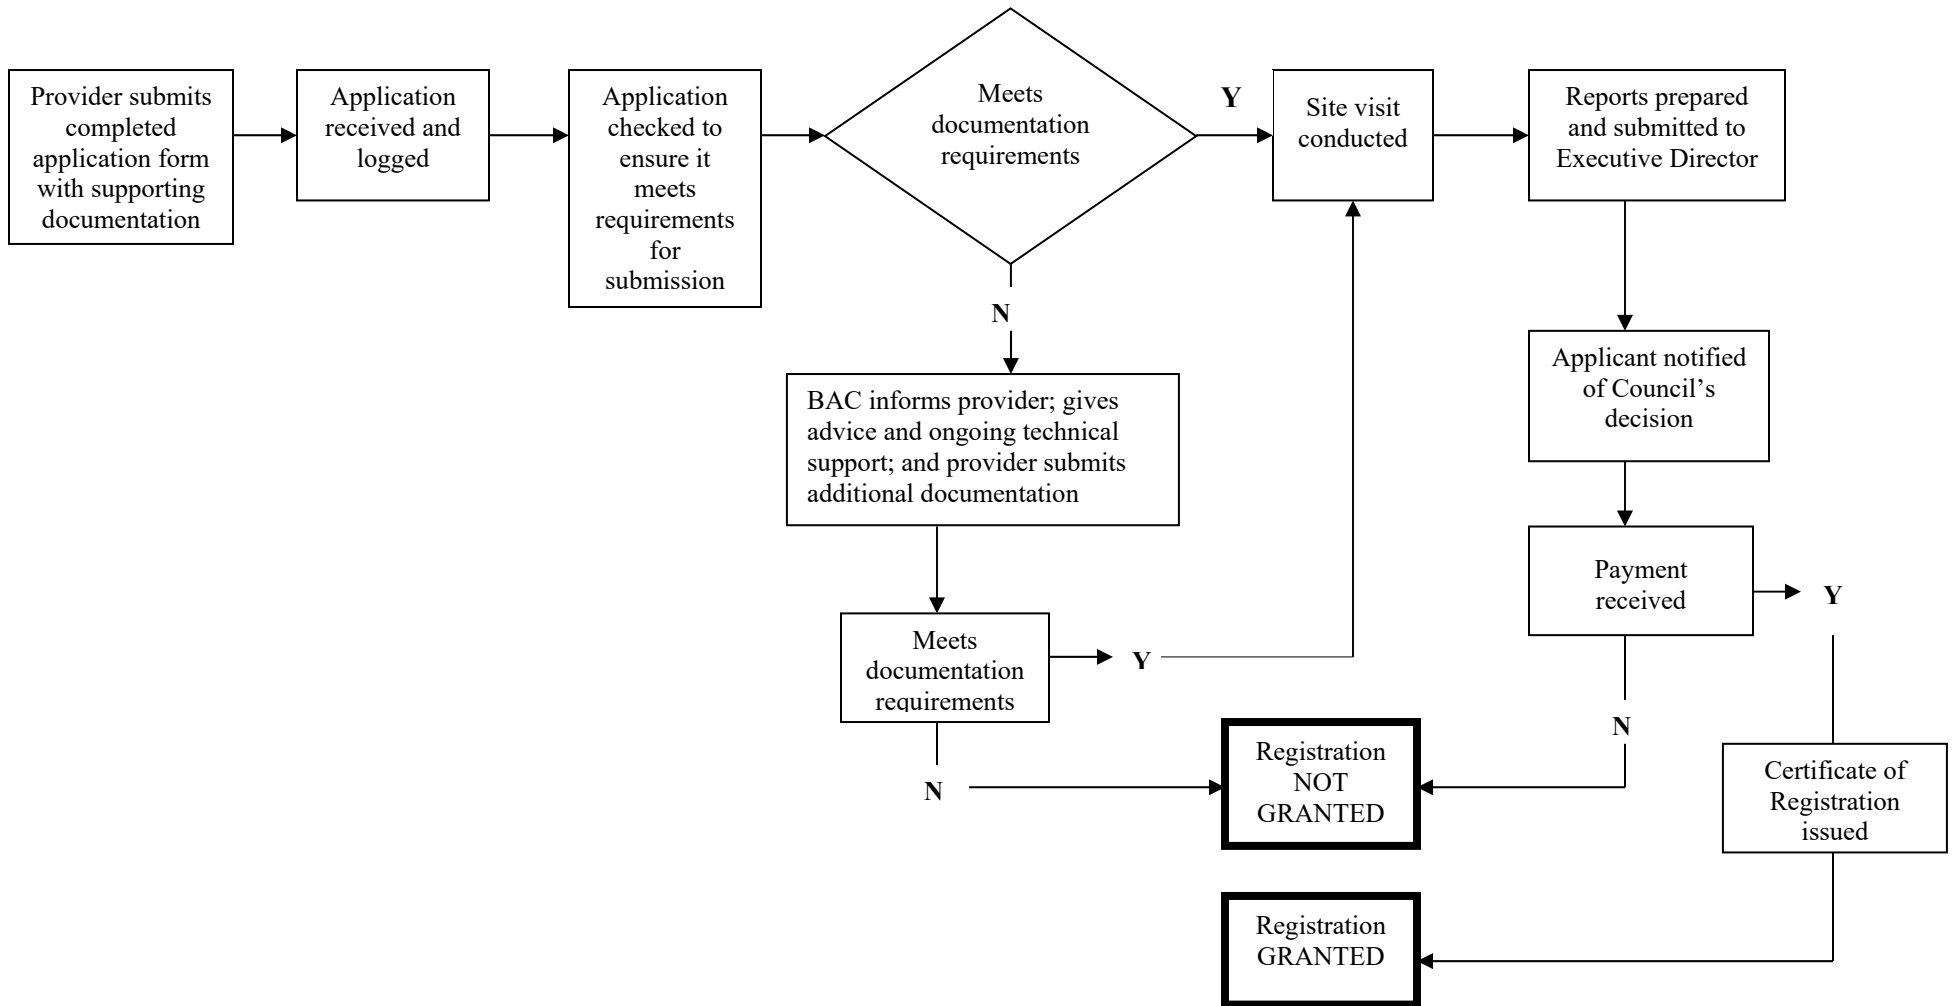 Provider submits
completed
application form
with supporting
documentation
Application
received and
logged
Application
checked to
ensure it
meets
requirements
for
submission
Meets
documentation
requirements
Y
Site visit
conducted
Reports prepared
and submitted to
Executive Director
N
BAC informs provider; gives
advice and ongoing technical
support; and provider submits
additional documentation
Applicant notified
of Council’s
decision
Payment
received
Y
Meets
documentation
requirements
Y
N
N
Registration
NOT
GRANTED
Certificate of
Registration
issued
Registration
GRANTED